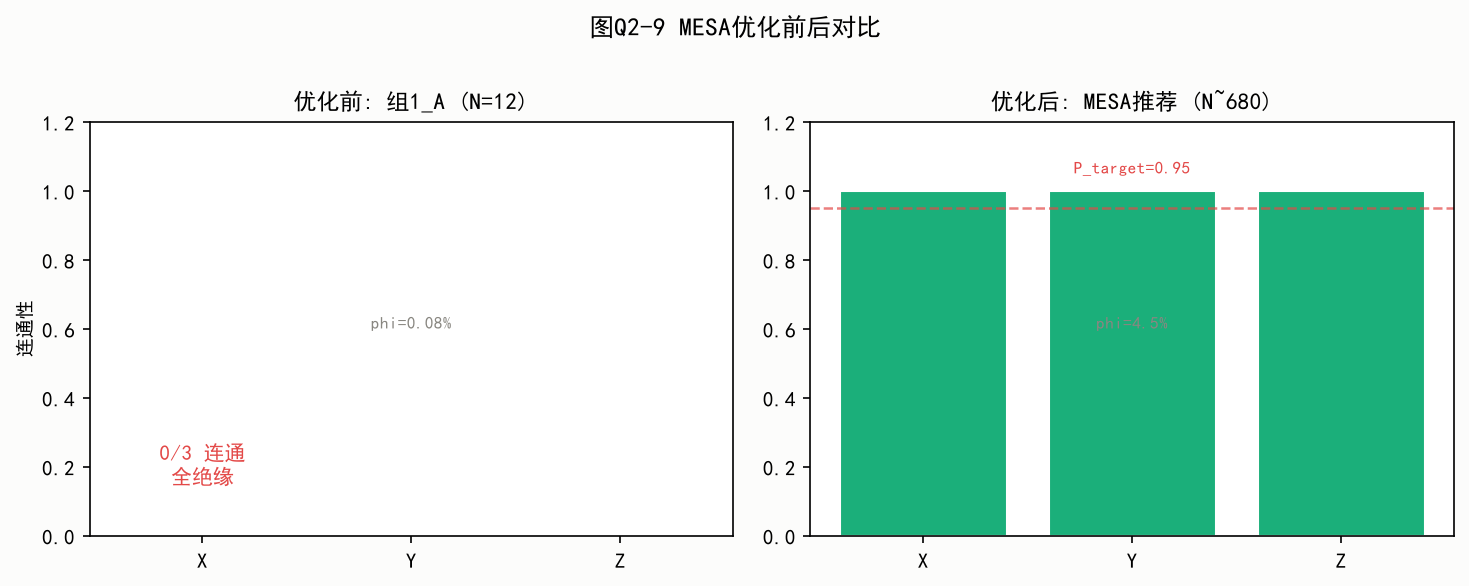 图Q2-9 MESA优化前后对比
优化前: 组1_A (N=12)
1.2
1.0
0.8
0.6
0.4
0.2
0.0
连通性
phi=0.08%
0/3 连通
全绝缘
X
Y
Z
优化后: MESA推荐 (N~680)
1.2
1.0
0.8
0.6
0.4
0.2
0.0
P_target=0.95
phi=4.5%
X
Y
Z